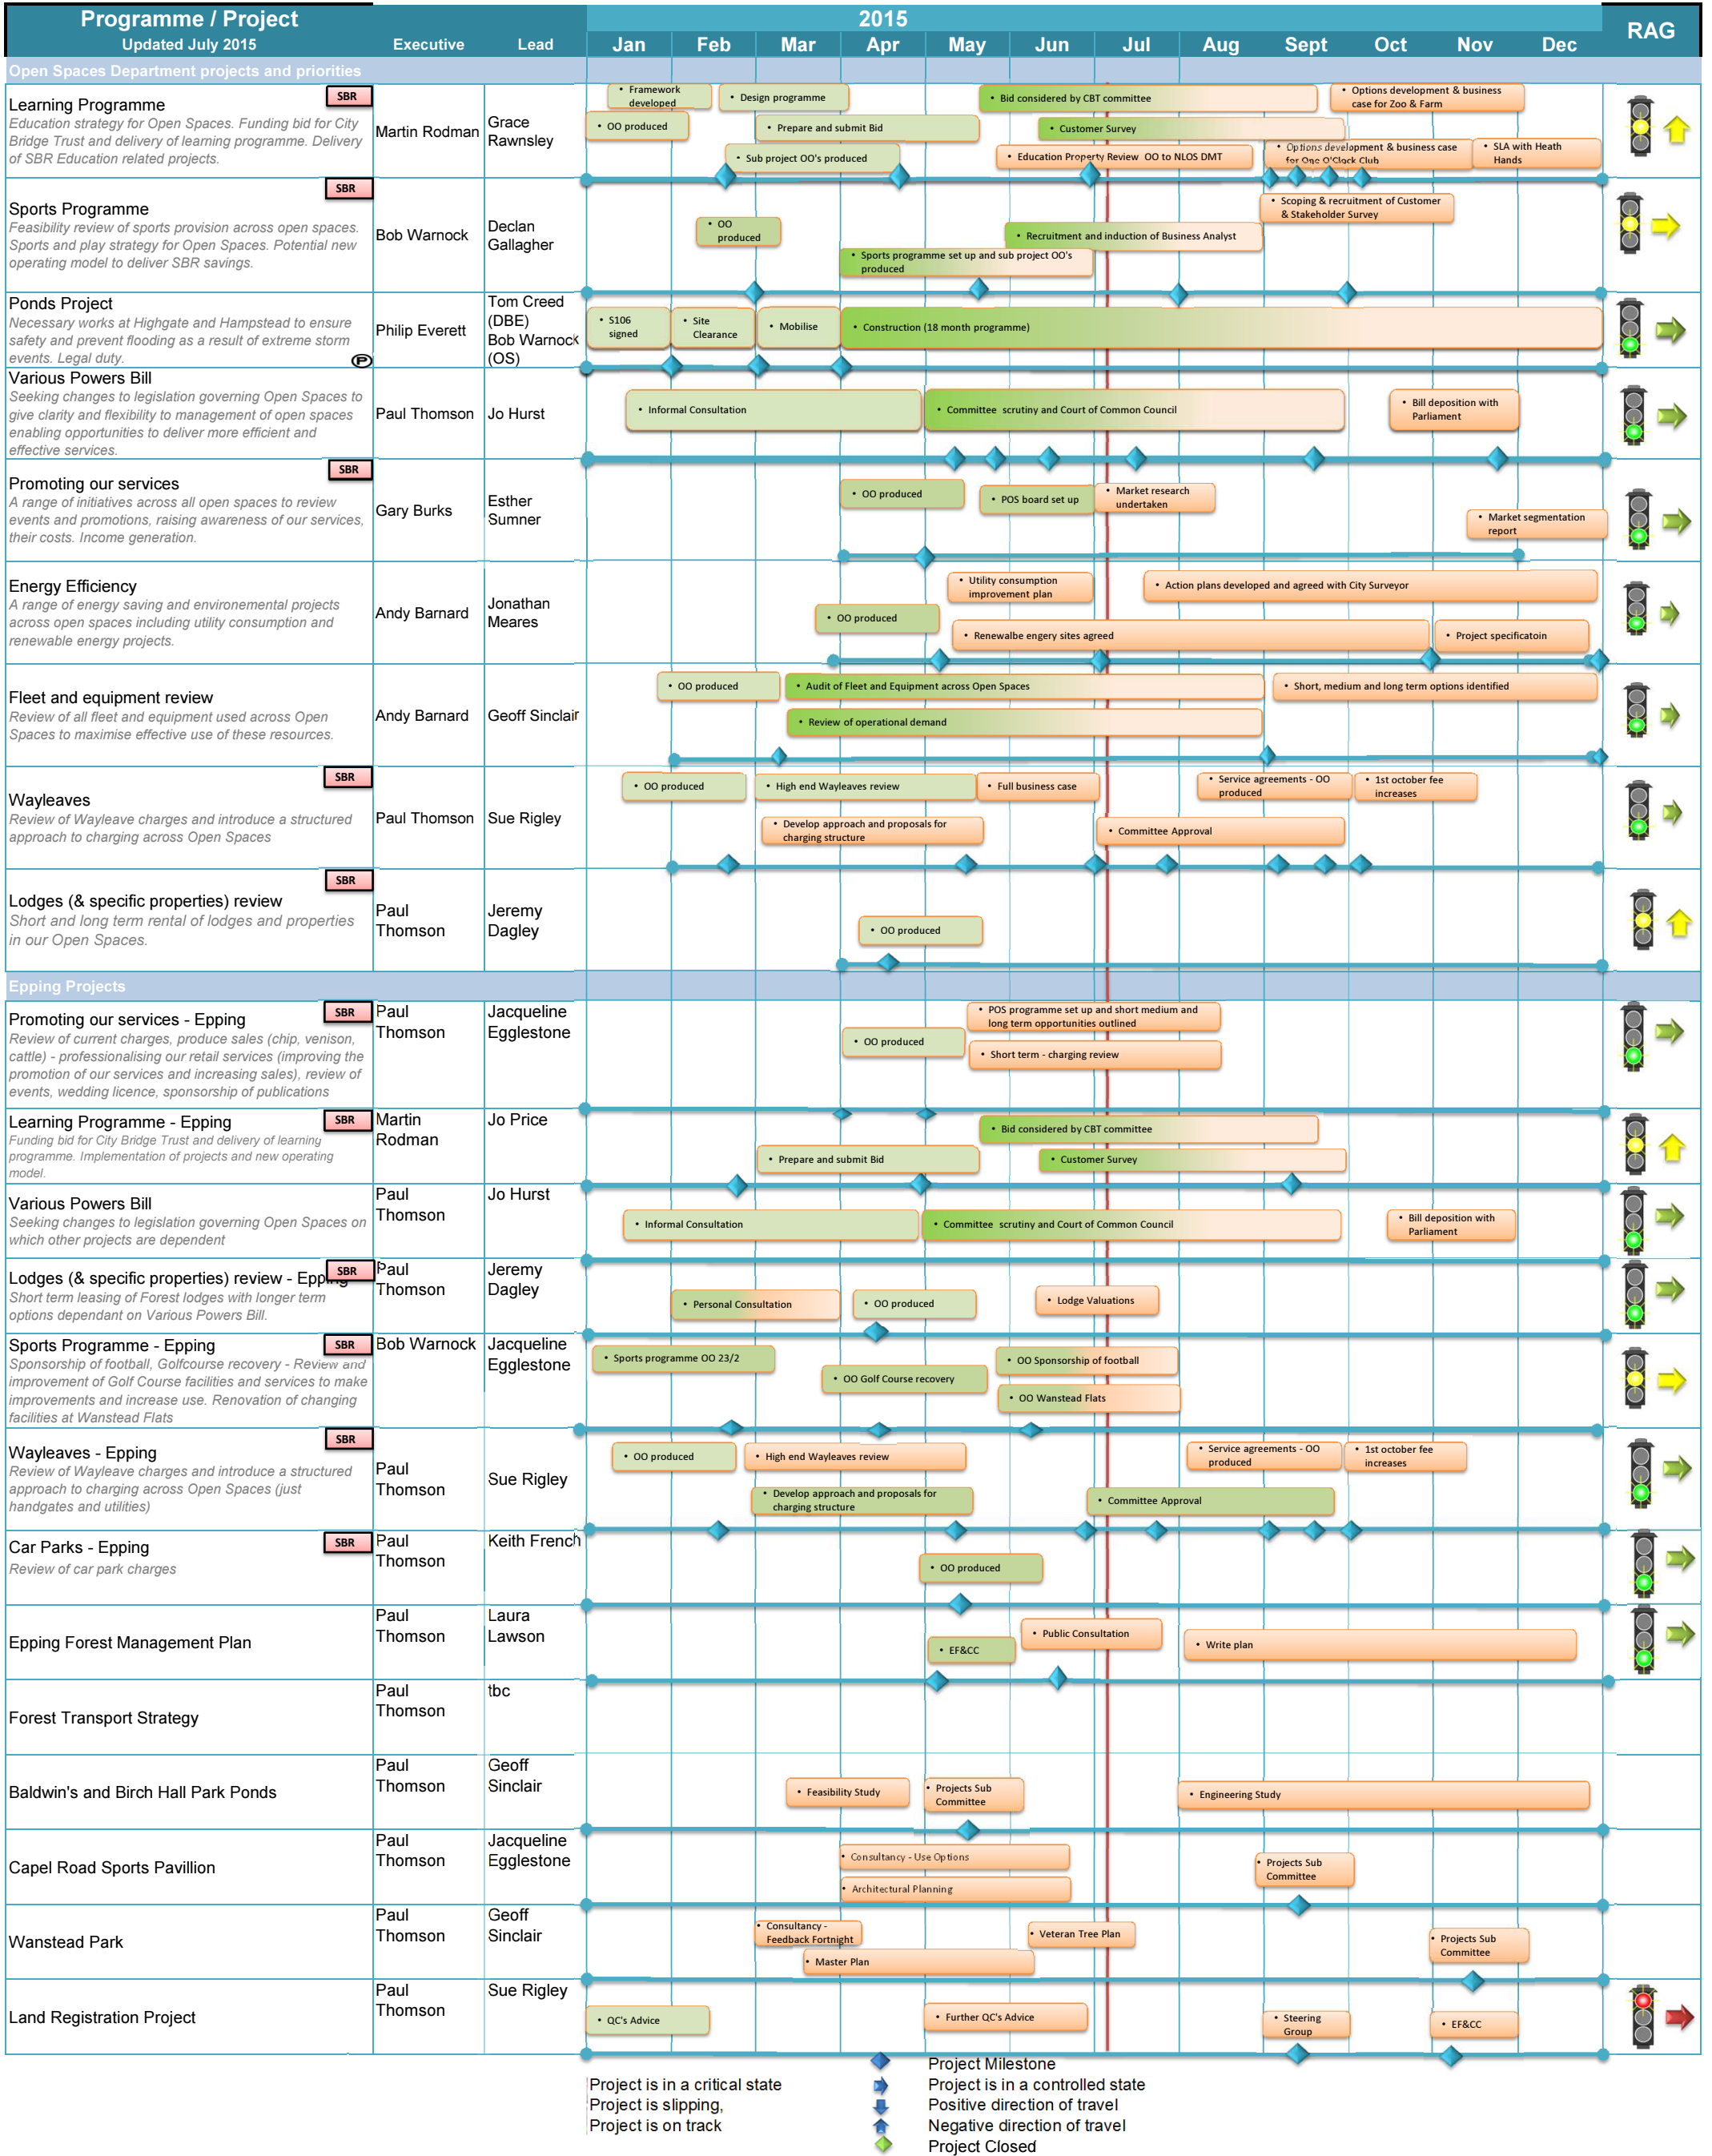 Programme / Project
Updated July 2015
Executive
Lead
2015
Jan Feb Mar Apr May Jun Jul Aug Sept Oct Nov Dec
RAG
Open Spaces Department projects and priorities
Learning Programme
SBR
Education strategy for Open Spaces. Funding bid for City
Bridge Trust and delivery of learning programme. Delivery
of SBR Education related projects.
Martin Rodman
Grace
Rawnsley
• Framework
developed
• Design programme
• Bid considered by CBT committee
• Options development & business
case for Zoo & Farm
• OO produced
• Prepare and submit Bid
• Customer Survey
• Sub project OO's produced
• Education Property Review OO to NLOS DMT
• Options development & business case
for One O'Clock Club
• SLA with Heath
Hands
SBR
Sports Programme
Feasibility review of sports provision across open spaces.
Sports and play strategy for Open Spaces. Potential new
operating model to deliver SBR savings.
Bob Warnock
Declan
Gallagher
• OO
produced
• Scoping & recruitment of Customer
& Stakeholder Survey
• Recruitment and induction of Business Analyst
• Sports programme set up and sub project OO's
produced
Ponds Project
Necessary works at Highgate and Hampstead to ensure
safety and prevent flooding as a result of extreme storm
events. Legal duty.
P
Philip Everett
Tom Creed
(DBE)
Bob Warnock
(OS)
• S106
signed
• Site
Clearance
• Mobilise
• Construction (18 month programme)
Various Powers Bill
Seeking changes to legislation governing Open Spaces to
give clarity and flexibility to management of open spaces
enabling opportunities to deliver more efficient and
effective services.
Paul Thomson
Jo Hurst
• Informal Consultation
• Committee scrutiny and Court of Common Council
• Bill deposition with
Parliament
SBR
Promoting our services
A range of initiatives across all open spaces to review
events and promotions, raising awareness of our services,
their costs. Income generation.
Gary Burks
Esther
Sumner
• OO produced
• POS board set up
• Market research
undertaken
• Market segmentation
report
Energy Efficiency
A range of energy saving and environemental projects
across open spaces including utility consumption and
renewable energy projects.
Andy Barnard
Jonathan
Meares
• Utility consumption
improvement plan
• Action plans developed and agreed with City Surveyor
• OO produced
• Renewalbe engery sites agreed
• Project specificatoin
Fleet and equipment review
Review of all fleet and equipment used across Open
Spaces to maximise effective use of these resources.
Andy Barnard
Geoff Sinclair
• OO produced
• Audit of Fleet and Equipment across Open Spaces
• Short, medium and long term options identified
• Review of operational demand
SBR
Wayleaves
Review of Wayleave charges and introduce a structured
approach to charging across Open Spaces
Paul Thomson
Sue Rigley
• OO produced
• High end Wayleaves review
• Full business case
• Service agreements - OO
produced
• 1st october fee
increases
• Develop approach and proposals for
charging structure
• Committee Approval
SBR
Lodges (& specific properties) review
Short and long term rental of lodges and properties
in our Open Spaces.
Paul
Thomson
Jeremy
Dagley
• OO produced
Epping Projects
SBR
Promoting our services - Epping
Review of current charges, produce sales (chip, venison,
cattle) - professionalising our retail services (improving the
promotion of our services and increasing sales), review of
events, wedding licence, sponsorship of publications
Paul
Thomson
Jacqueline
Egglestone
• POS programme set up and short medium and
long term opportunities outlined
• OO produced
• Short term - charging review
SBR
Learning Programme - Epping
Funding bid for City Bridge Trust and delivery of learning
programme. Implementation of projects and new operating
model.
Martin
Rodman
Jo Price
• Bid considered by CBT committee
• Prepare and submit Bid
• Customer Survey
Various Powers Bill
Seeking changes to legislation governing Open Spaces on
which other projects are dependent
Paul
Thomson
Jo Hurst
• Informal Consultation
• Committee scrutiny and Court of Common Council
• Bill deposition with
Parliament
SBR
Lodges (& specific properties) review - Epping
Short term leasing of Forest lodges with longer term
options dependant on Various Powers Bill.
Paul
Thomson
Jeremy
Dagley
• Personal Consultation
• OO produced
• Lodge Valuations
SBR
Sports Programme - Epping
Sponsorship of football, Golfcourse recovery - Review and
improvement of Golf Course facilities and services to make
improvements and increase use. Renovation of changing
facilities at Wanstead Flats
Bob Warnock
Jacqueline
Egglestone
• Sports programme OO 23/2
• OO Sponsorship of football
• OO Golf Course recovery
• OO Wanstead Flats
SBR
Wayleaves - Epping
Review of Wayleave charges and introduce a structured
approach to charging across Open Spaces (just
handgates and utilities)
Paul
Thomson
Sue Rigley
• OO produced
• High end Wayleaves review
• Service agreements - OO
produced
• 1st october fee
increases
• Develop approach and proposals for
charging structure
• Committee Approval
SBR
Car Parks - Epping
Review of car park charges
Paul
Thomson
Keith French
• OO produced
Epping Forest Management Plan
Paul
Thomson
Laura
Lawson
• EF&CC
• Public Consultation
• Write plan
Forest Transport Strategy
Paul
Thomson
tbc
Baldwin's and Birch Hall Park Ponds
Paul
Thomson
Geoff
Sinclair
• Feasibility Study
• Projects Sub
Committee
• Engineering Study
Capel Road Sports Pavillion
Paul
Thomson
Jacqueline
Egglestone
• Consultancy - Use Options
• Architectural Planning
• Projects Sub
Committee
Wanstead Park
Paul
Thomson
Geoff
Sinclair
• Consultancy -
Feedback Fortnight
• Master Plan
• Veteran Tree Plan
• Projects Sub
Committee
Land Registration Project
Paul
Thomson
Sue Rigley
• QC's Advice
• Further QC's Advice
• Steering
Group
• EF&CC
Project Milestone
Project is in a critical state
Project is in a controlled state
Project is slipping,
Positive direction of travel
Project is on track
Negative direction of travel
Project Closed